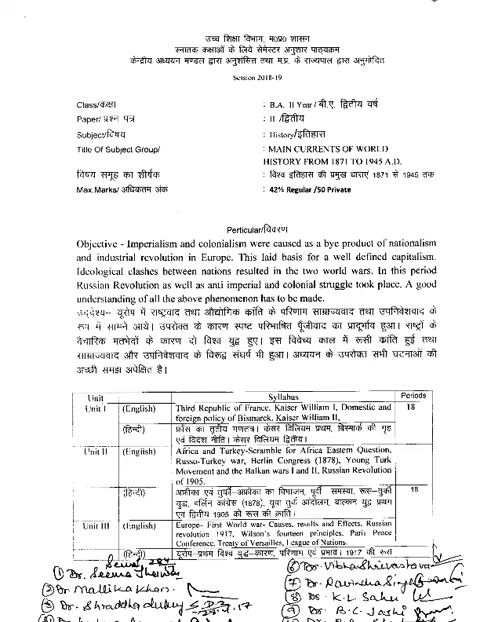 उच्च शिक्षा विभाग, म०प्र० शासन
स्नातक कक्षाओं के लिये सेमेस्टर अनुसार पाठ्यक्रम
केन्द्रीय अध्ययन मण्डल द्वारा अनुशंसित तथा म.प्र. के राज्यपाल द्वारा अनुमोदित
Session 2018-19
Class/कक्षा : B.A. II Year / बी.ए. द्वितीय वर्ष
Paper/ प्रश्न पत्र : II /द्वितीय
Subject/विषय : History/इतिहास
Title Of Subject Group/ : MAIN CURRENTS OF WORLD
HISTORY FROM 1871 TO 1945 A.D.
विषय समूह का शीर्षक : विश्व इतिहास की प्रमुख धाराएं 1871 से 1945 तक
Max.Marks/ अधिकतम अंक : 42½ Regular /50 Private
Perticular/विवरण
Objective - Imperialism and colonialism were caused as a bye product of nationalism
and industrial revolution in Europe. This laid basis for a well defined capitalism.
Ideological clashes between nations resulted in the two world wars. In this period
Russian Revolution as well as anti imperial and colonial struggle took place. A good
understanding of all the above phenomenon has to be made.
उद्देश्य– यूरोप में राष्ट्रवाद तथा औद्योगिक क्रांति के परिणाम साम्राज्यवाद तथा उपनिवेशवाद के
रूप में सामने आये। उपरोक्त के कारण स्पष्ट परिभाषित पूँजीवाद का प्रादुर्भाव हुआ। राष्ट्रों के
वैचारिक मतभेदों के कारण दो विश्व युद्ध हुए। इस विवेच्य काल में रूसी क्रांति हुई तथा
साम्राज्यवाद और उपनिवेशवाद के विरूद्ध संघर्ष भी हुआ। अध्ययन के उपरोक्त सभी घटनाओं की
अच्छी समझ अपेक्षित है।
Unit Syllabus Periods
Unit I (English) Third Republic of France, Kaiser William I, Domestic and 18
foreign policy of Bismarck, Kaiser William II,
(हिन्दी) फ्रांस का तृतीय गणतंत्र। केसर विलियम प्रथम, बिस्मार्क की गृह
एवं विदेश नीति। केसर विलियम द्वितीय।
Unit II (English) Africa and Turkey-Scramble for Africa Eastern Question,
Russo-Turkey war, Berlin Congress (1878), Young Turk
Movement and the Balkan wars I and II, Russian Revolution
of 1905.
(हिंदी) अफ्रीका एवं तुर्की–अफ्रीका का विभाजन, पूर्वी समस्या, रूस–तुर्की 18
युद्ध, बर्लिन कांग्रेस (1878), युवा तुर्क आंदोलन, बाल्कन युद्ध प्रथम
एवं द्वितीय 1905 की रूस की क्रांति।
Unit III (English) Europe- First World war- Causes, results and Effects, Russian
revolution 1917, Wilson's fourteen principles. Paris Peace
Conference, Treaty of Versailles, League of Nations.
(हिन्दी) यूरोप–प्रथम विश्व युद्ध–कारण, परिणाम एवं प्रभाव। 1917 की रूसी
① Dr. Seema
② Dr Mallika Khan.
③ Dr. Shraddha dubey
⑥ Dr. Vibha Shrivastava
⑦ Dr. Ravindra Singh
⑧ Dr. K.L. Sahu
⑨ Dr. B.C. Joshi